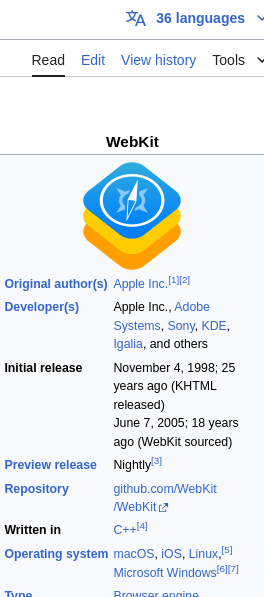 36 languages
Read Edit View history Tools
WebKit
Original author(s) Apple Inc.[1][2]
Developer(s) Apple Inc., Adobe
Systems, Sony, KDE,
Igalia, and others
Initial release November 4, 1998; 25
years ago (KHTML
released)
June 7, 2005; 18 years
ago (WebKit sourced)
Preview release Nightly[3]
Repository github.com/WebKit
/WebKit
Written in C++[4]
Operating system macOS, iOS, Linux,[5]
Microsoft Windows[6][7]
Type Browser engine